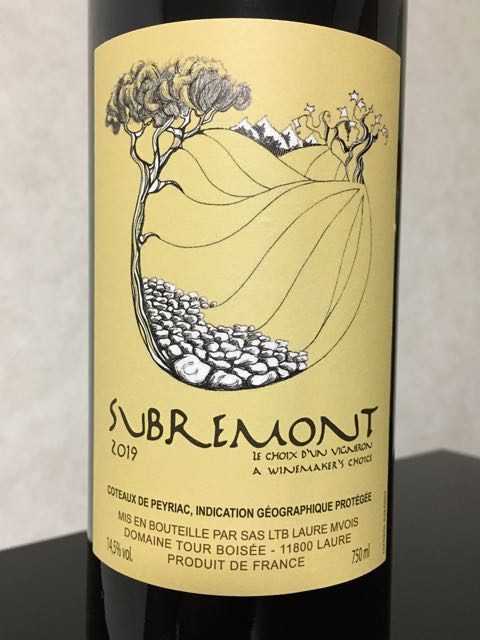 SUBREMONT
2019
LE CHOIX D'UN VIGNERON
A WINEMAKER'S CHOICE
COTEAUX DE PEYRIAC, INDICATION GÉOGRAPHIQUE PROTÉGÉE
MIS EN BOUTEILLE PAR SAS LTB LAURE MVOIS
DOMAINE TOUR BOISÉE - 11800 LAURE
14,5% vol. PRODUIT DE FRANCE 750 ml